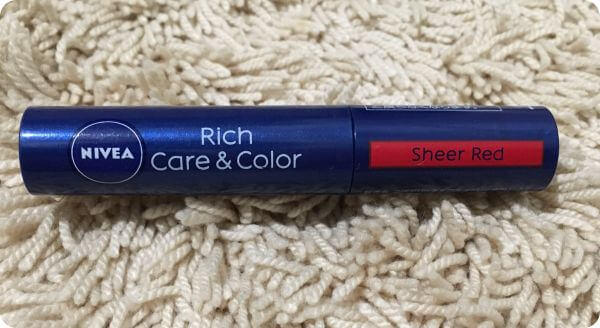 NIVEA
Rich
Care & Color
Sheer Red